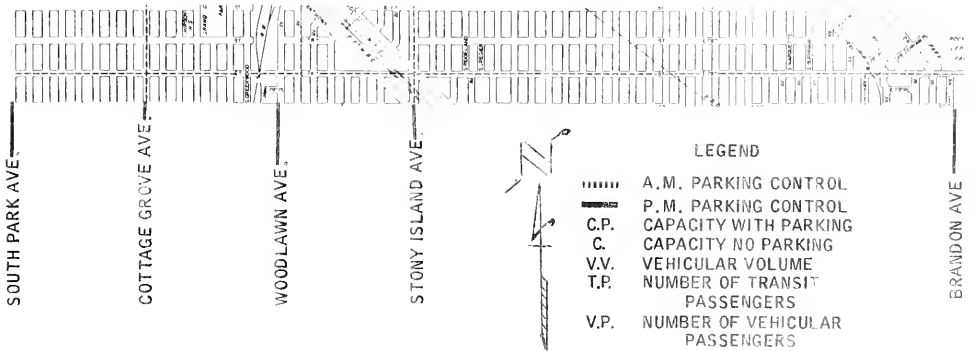 SOUTH PARK AVE.
COTTAGE GROVE AVE.
WOODLAWN AVE.
STONY ISLAND AVE.
BRANDON AVE
N
LEGEND
A.M. PARKING CONTROL
P.M. PARKING CONTROL
C.P. CAPACITY WITH PARKING
C. CAPACITY NO PARKING
V.V. VEHICULAR VOLUME
T.P. NUMBER OF TRANSIT
PASSENGERS
V.P. NUMBER OF VEHICULAR
PASSENGERS